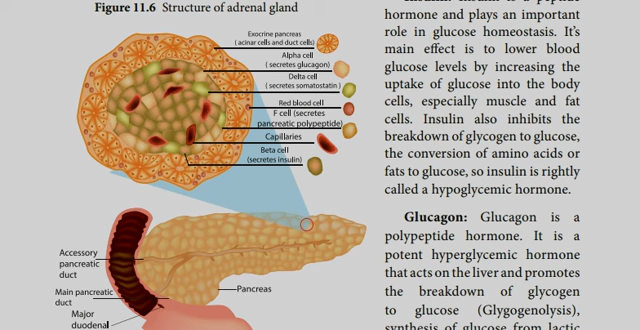 Figure 11.6 Structure of adrenal gland
Exocrine pancreas
( acinar cells and duct cells)
Alpha cell
( secretes glucagon)
Delta cell
(secretes somatostatin)
Red blood cell
F cell (secretes
pancreatic polypeptide)
Capillaries
Beta cell
(secretes insulin)
Accessory
pancreatic
duct
Main pancreatic
duct
Major
duodenal
Pancreas
hormone and plays an important
role in glucose homeostasis. It's
main effect is to lower blood
glucose levels by increasing the
uptake of glucose into the body
cells, especially muscle and fat
cells. Insulin also inhibits the
breakdown of glycogen to glucose,
the conversion of amino acids or
fats to glucose, so insulin is rightly
called a hypoglycemic hormone.
Glucagon: Glucagon is a
polypeptide hormone. It is a
potent hyperglycemic hormone
that acts on the liver and promotes
the breakdown of glycogen
to glucose (Glygogenolysis),
synthesis of glucose from lactic